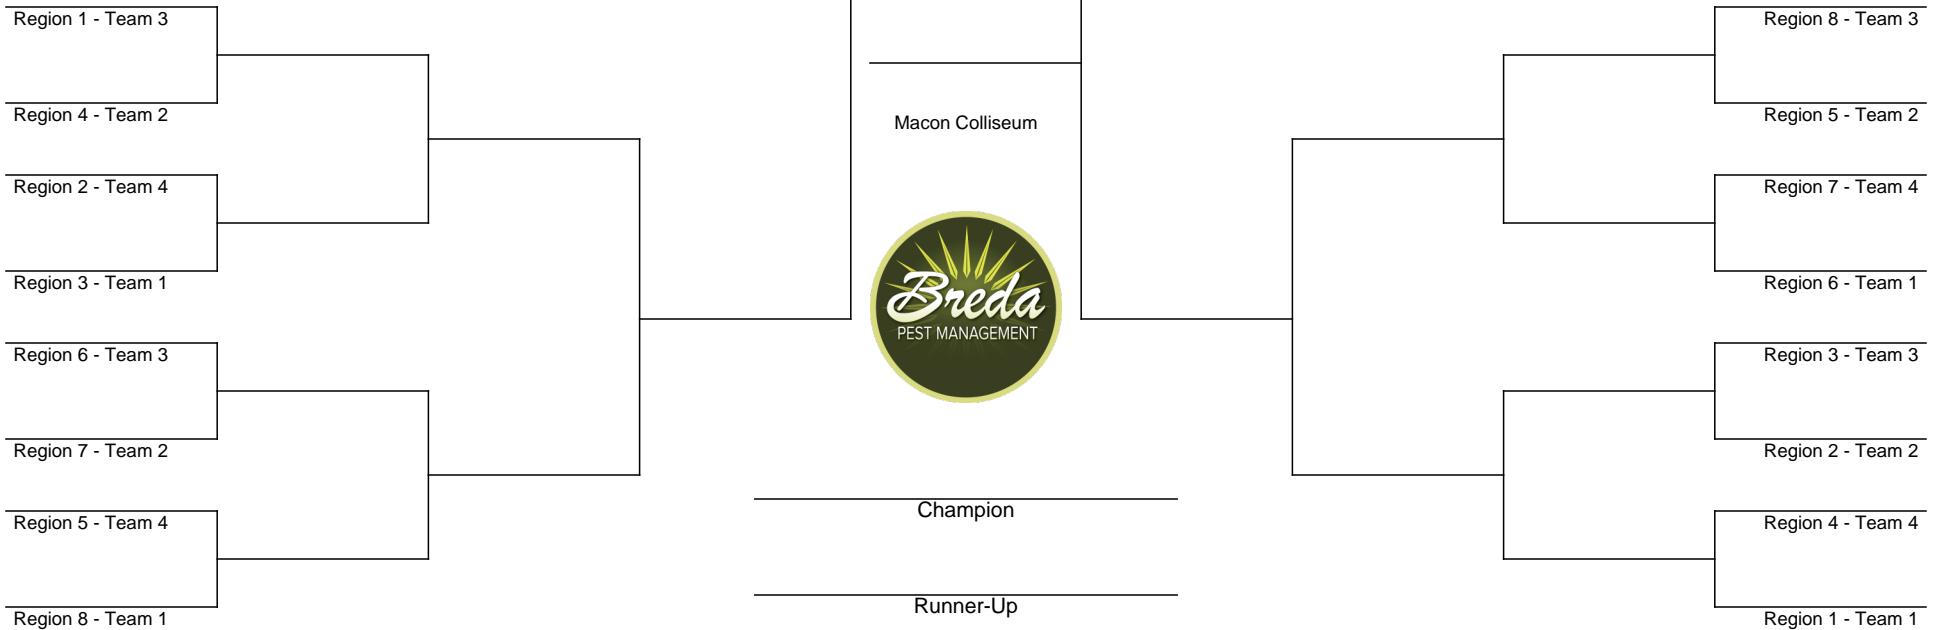 Region 1 - Team 3
Region 4 - Team 2
Region 2 - Team 4
Region 3 - Team 1
Region 6 - Team 3
Region 7 - Team 2
Region 5 - Team 4
Region 8 - Team 1
Macon Colliseum
Breda
PEST MANAGEMENT
Champion
Runner-Up
Region 8 - Team 3
Region 5 - Team 2
Region 7 - Team 4
Region 6 - Team 1
Region 3 - Team 3
Region 2 - Team 2
Region 4 - Team 4
Region 1 - Team 1